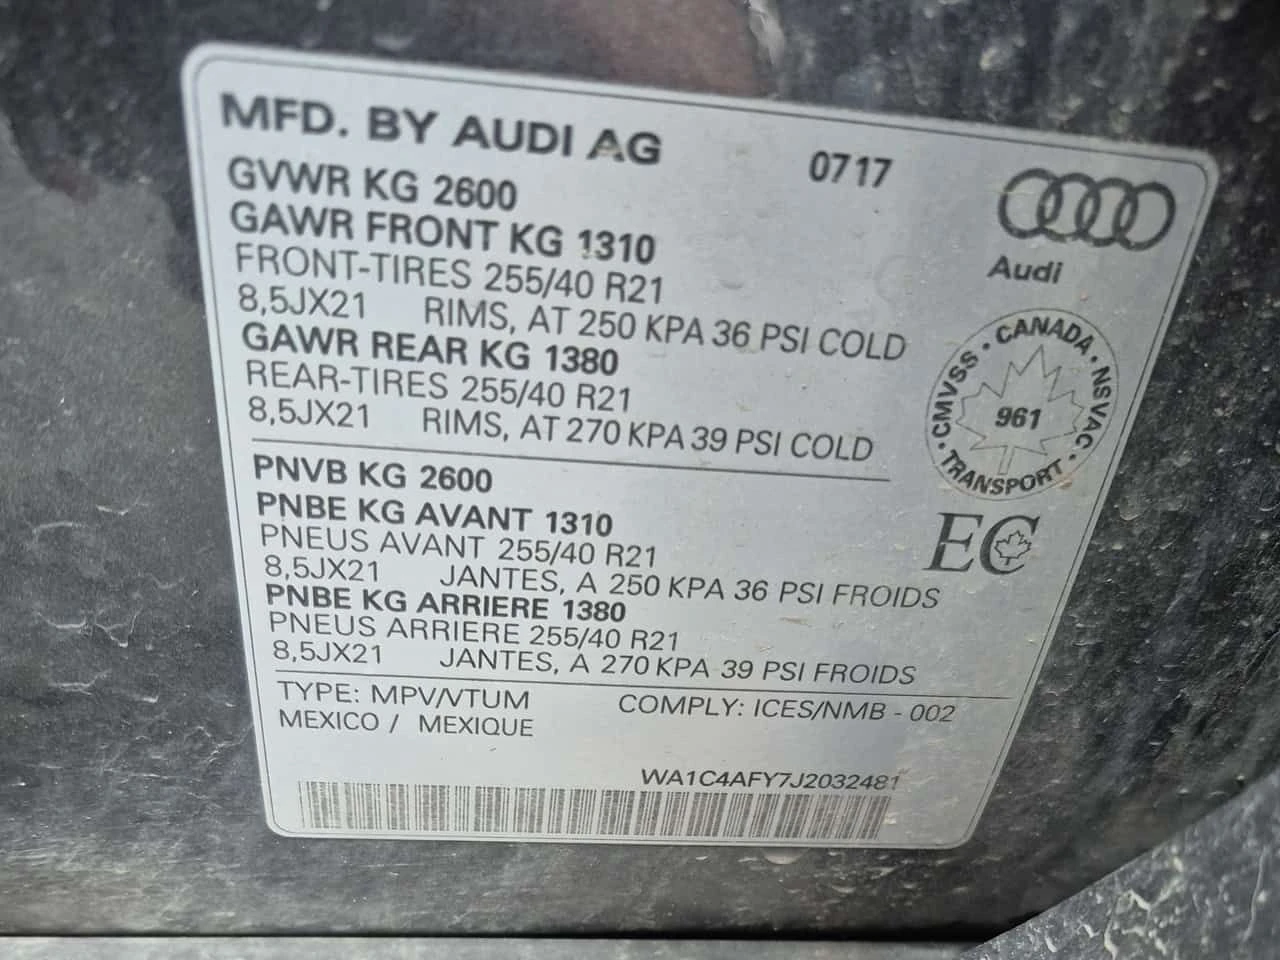 MFD. BY AUDI AG 0717
GVWR KG 2600
GAWR FRONT KG 1310
FRONT-TIRES 255/40 R21
8,5JX21 RIMS, AT 250 KPA 36 PSI COLD
GAWR REAR KG 1380
REAR-TIRES 255/40 R21
8,5JX21 RIMS, AT 270 KPA 39 PSI COLD
Audi
CMVSS · CANADA · NSVAC · TRANSPORT ·
961
EC
PNVB KG 2600
PNBE KG AVANT 1310
PNEUS AVANT 255/40 R21
8,5JX21 JANTES, A 250 KPA 36 PSI FROIDS
PNBE KG ARRIERE 1380
PNEUS ARRIERE 255/40 R21
8,5JX21 JANTES, A 270 KPA 39 PSI FROIDS
TYPE: MPV/VTUM COMPLY: ICES/NMB - 002
MEXICO / MEXIQUE
WA1C4AFY7J2032481